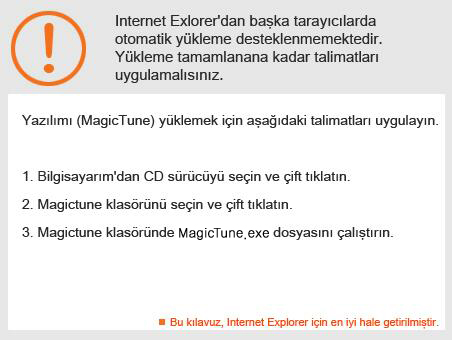 Internet Exlorer'dan başka tarayıcılarda
otomatik yükleme desteklenmemektedir.
Yükleme tamamlanana kadar talimatları
uygulamalısınız.
Yazılımı (MagicTune) yüklemek için aşağıdaki talimatları uygulayın.
1. Bilgisayarım'dan CD sürücüyü seçin ve çift tıklatın.
2. Magictune klasörünü seçin ve çift tıklatın.
3. Magictune klasöründe MagicTune.exe dosyasını çalıştırın.
Bu kılavuz, Internet Explorer için en iyi hale getirilmiştir.